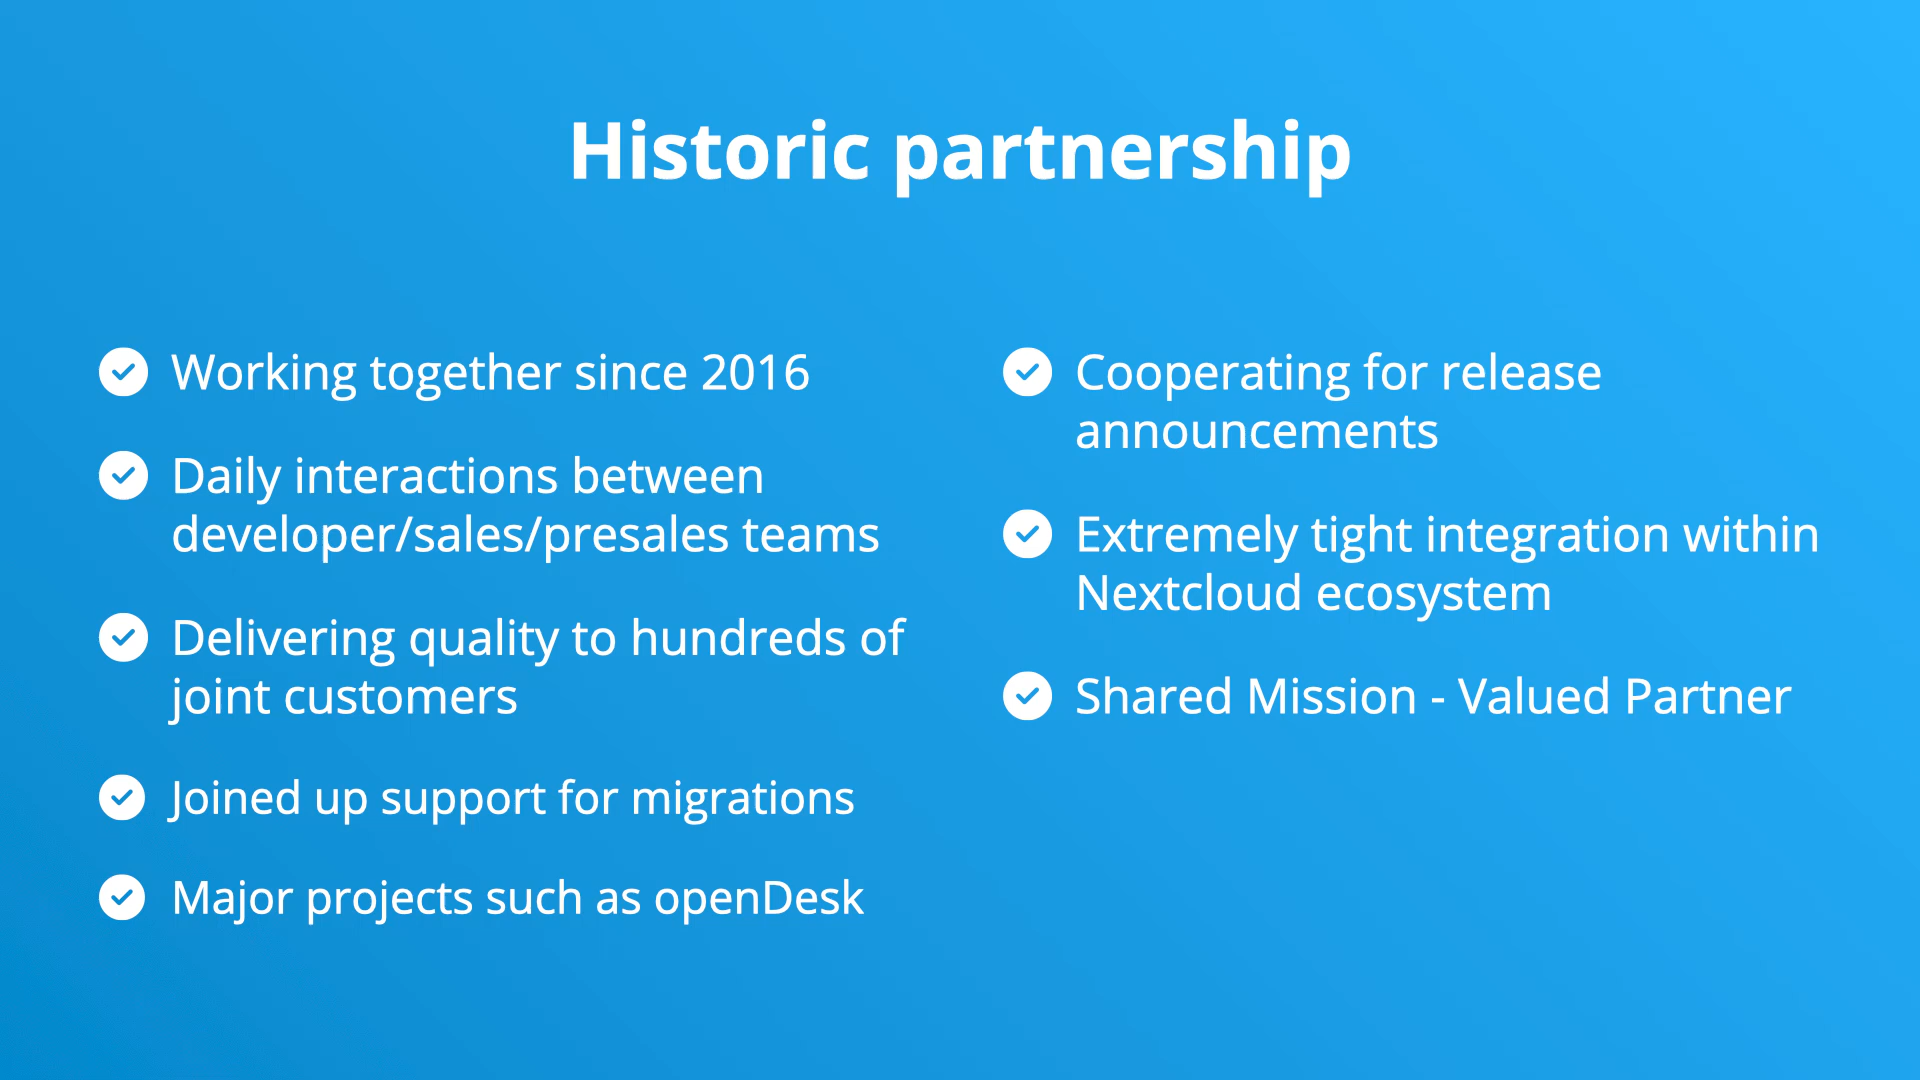 Historic partnership
Working together since 2016
Daily interactions between
developer/sales/presales teams
Delivering quality to hundreds of
joint customers
Joined up support for migrations
Major projects such as openDesk
Cooperating for release
announcements
Extremely tight integration within
Nextcloud ecosystem
Shared Mission - Valued Partner